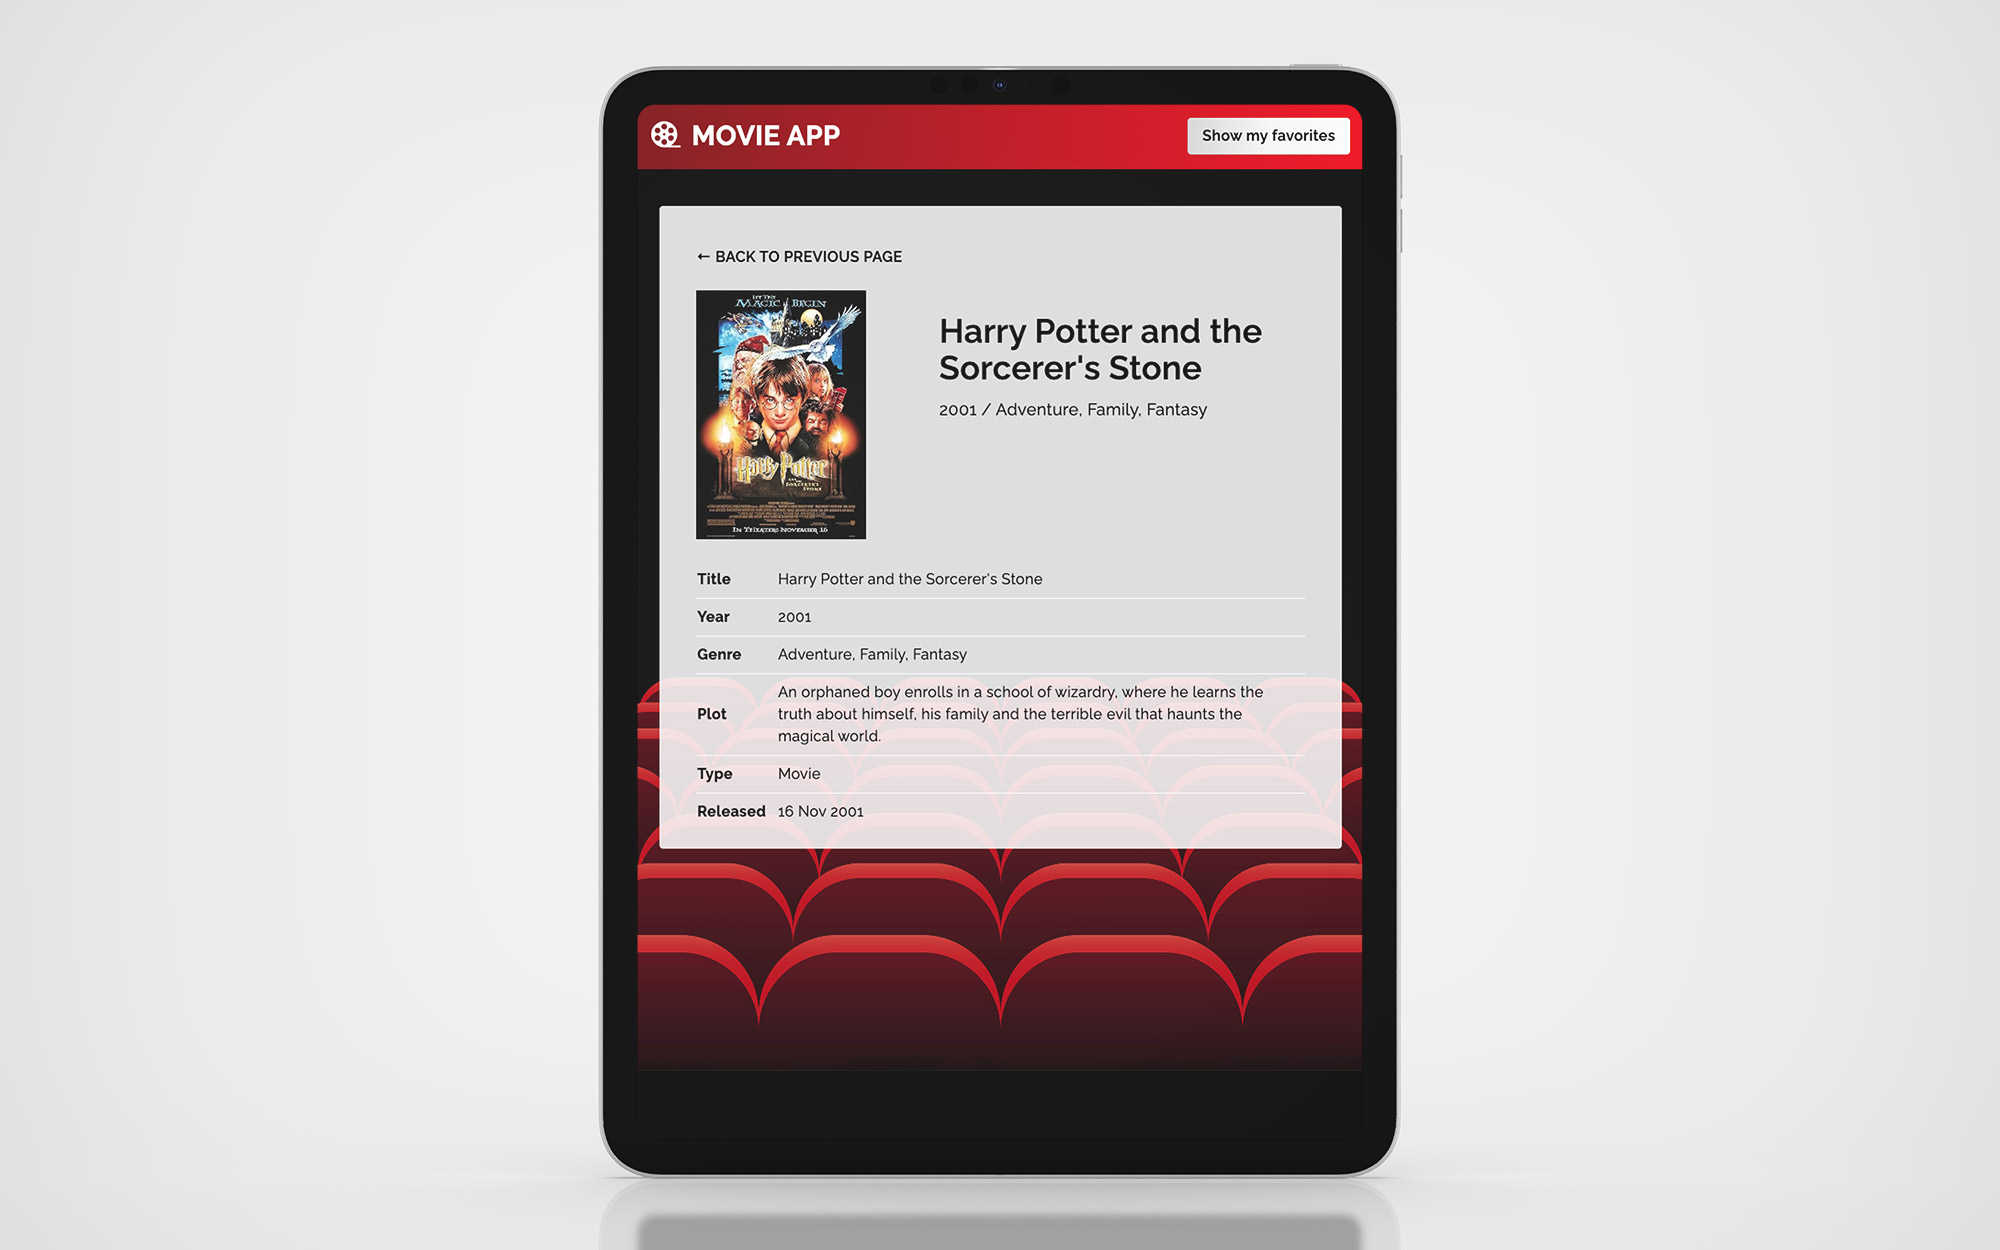 MOVIE APP
Show my favorites
← BACK TO PREVIOUS PAGE
MAGIC BEGIN
Harry Potter
AND THE
SORCERER'S
STONE
IN THEATERS NOVEMBER 16
Harry Potter and the
Sorcerer's Stone
2001 / Adventure, Family, Fantasy
Title Harry Potter and the Sorcerer's Stone
Year 2001
Genre Adventure, Family, Fantasy
Plot An orphaned boy enrolls in a school of wizardry, where he learns the
truth about himself, his family and the terrible evil that haunts the
magical world.
Type Movie
Released 16 Nov 2001